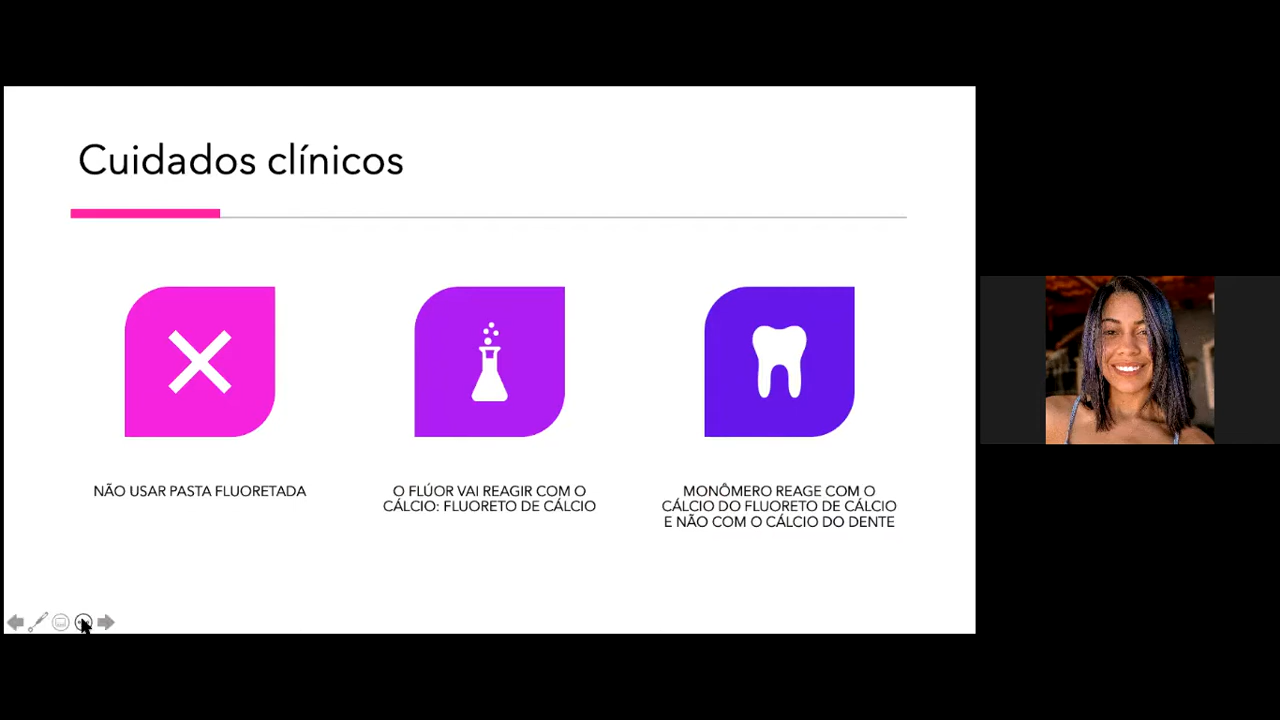 Cuidados clínicos
NÃO USAR PASTA FLUORETADA
O FLÚOR VAI REAGIR COM O
CÁLCIO: FLUORETO DE CÁLCIO
MONÔMERO REAGE COM O
CÁLCIO DO FLUORETO DE CÁLCIO
E NÃO COM O CÁLCIO DO DENTE